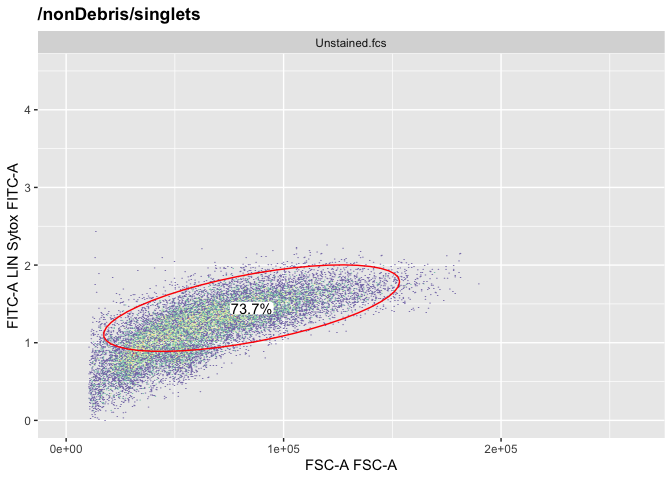 /nonDebris/singlets
Unstained.fcs
FITC-A LIN Sytox FITC-A
4
3
2
1
0
73.7%
0e+00
1e+05
2e+05
FSC-A FSC-A